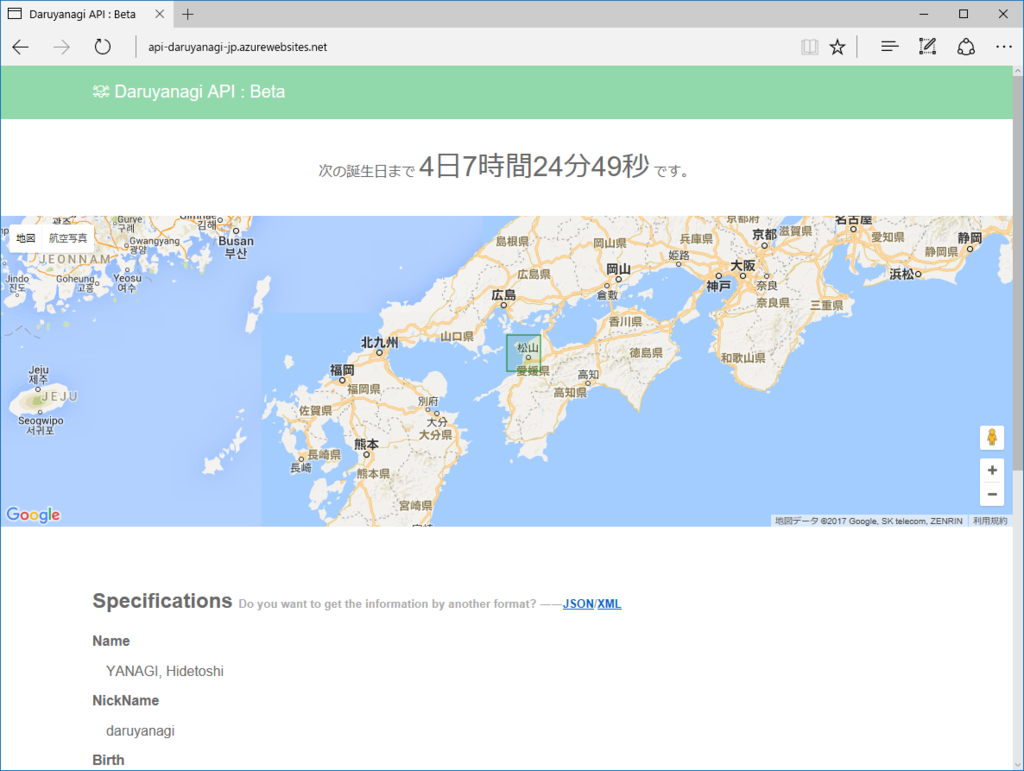 Daruyanagi API : Beta
api-daruyanagi-jp.azurewebsites.net
Daruyanagi API : Beta
次の誕生日まで 4日7時間24分49秒 です。
地図 航空写真
Gurye
구례
Gwangyang
광양
JEONNAM
Jindo
진도
Goheung
고흥
Yeosu
여수
김해
Busan
부산
Jeju
제주
JEJU
Seogwipo
서귀포
島根県
広島県
広島
山口県
北九州
福岡
福岡県
佐賀県
長崎県
長崎
熊本
熊本県
別府
大分
大分県
宮崎県
岡山県
岡山
倉敷
兵庫県
姫路
香川県
徳島県
松山
愛媛県
高知
高知県
京都府
京都
滋賀県
大阪
神戸
奈良
奈良県
三重県
和歌山県
名古屋
愛知県
静岡
静岡県
浜松
Google
地図データ ©2017 Google, SK telecom, ZENRIN 利用規約
Specifications Do you want to get the information by another format? ——JSON/XML
Name
YANAGI, Hidetoshi
NickName
daruyanagi
Birth